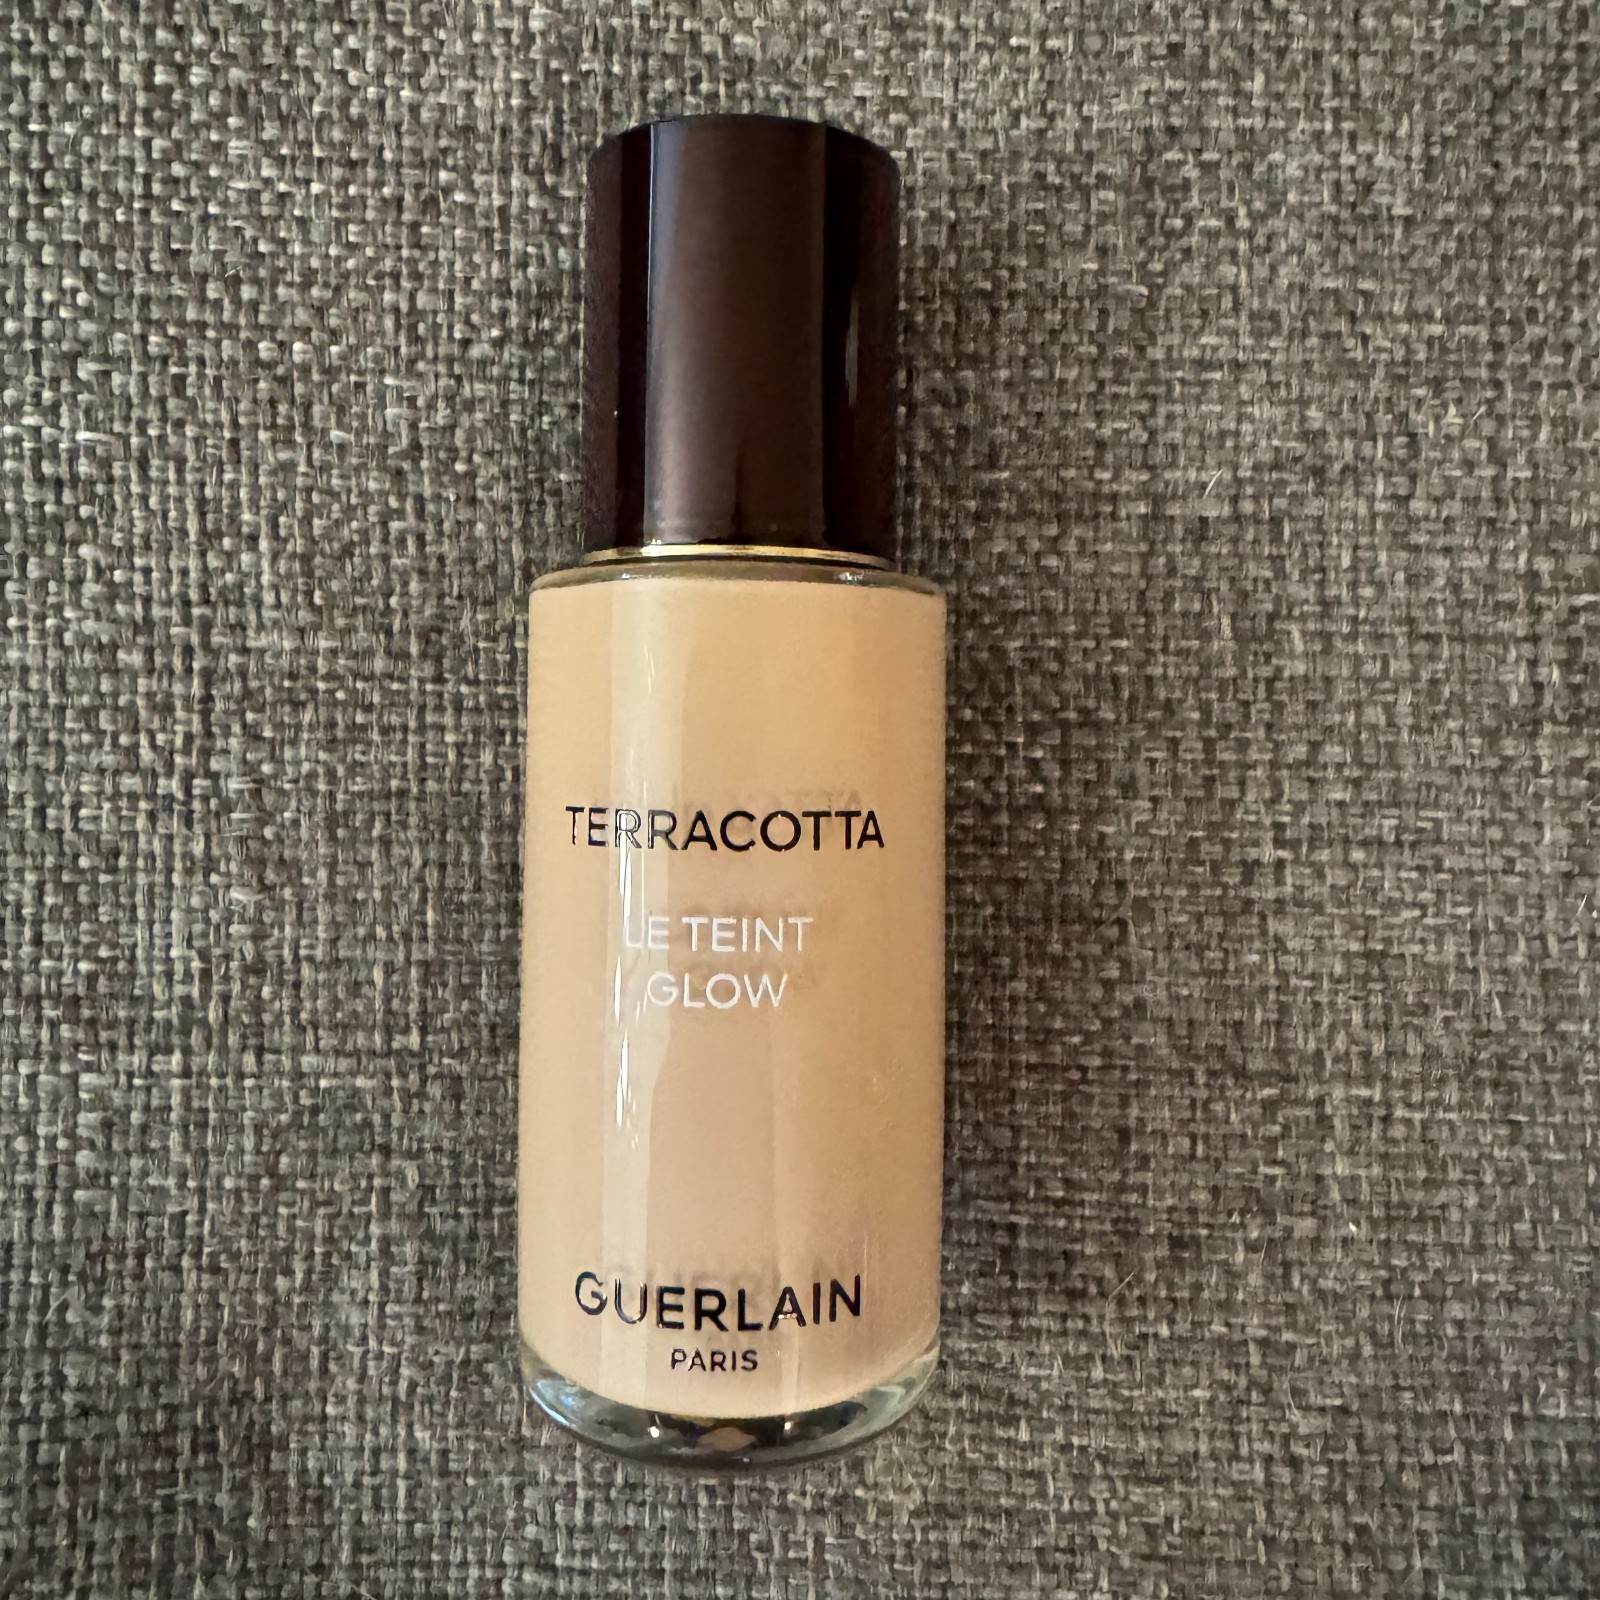 TERRACOTTA
LE TEINT
GLOW
GUERLAIN
PARIS